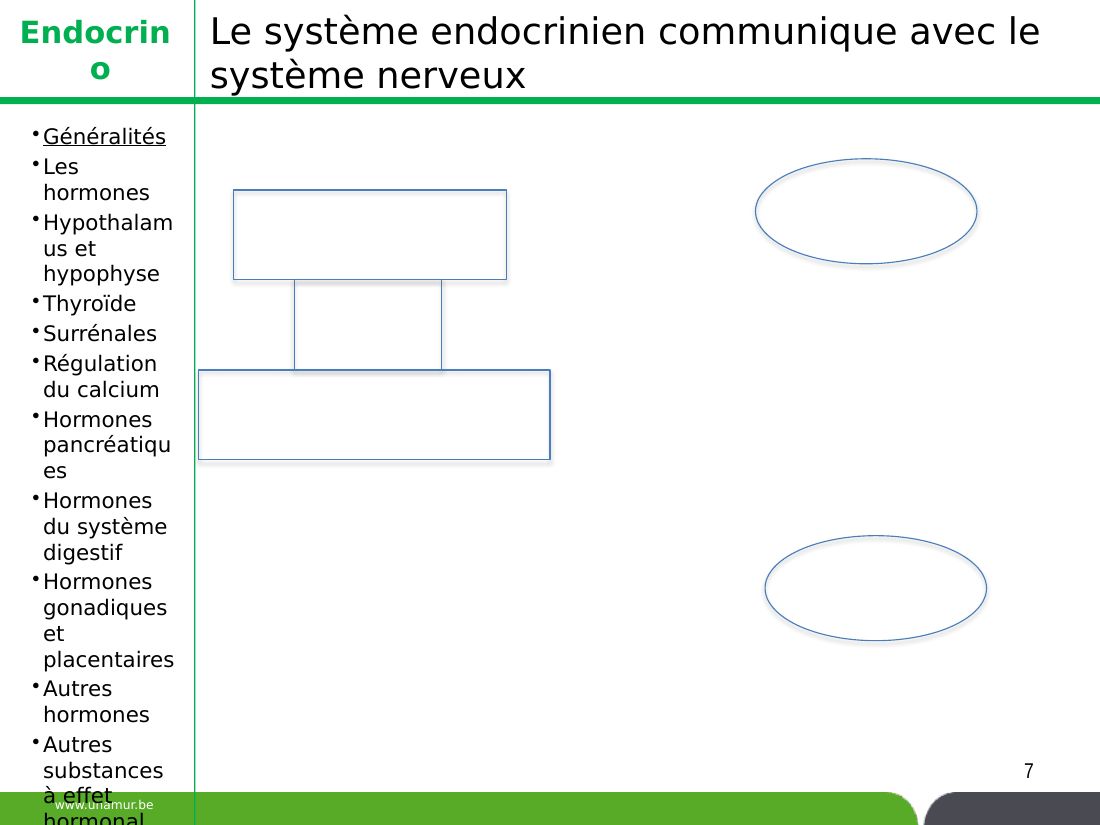 Endocrin
o
Le système endocrinien communique avec le
système nerveux
•Généralités
•Les
hormones
•Hypothalam
us et
hypophyse
•Thyroïde
•Surrénales
•Régulation
du calcium
•Hormones
pancréatiqu
es
•Hormones
du système
digestif
•Hormones
gonadiques
et
placentaires
•Autres
hormones
•Autres
substances
à effet
hormonal
7
www.unamur.be